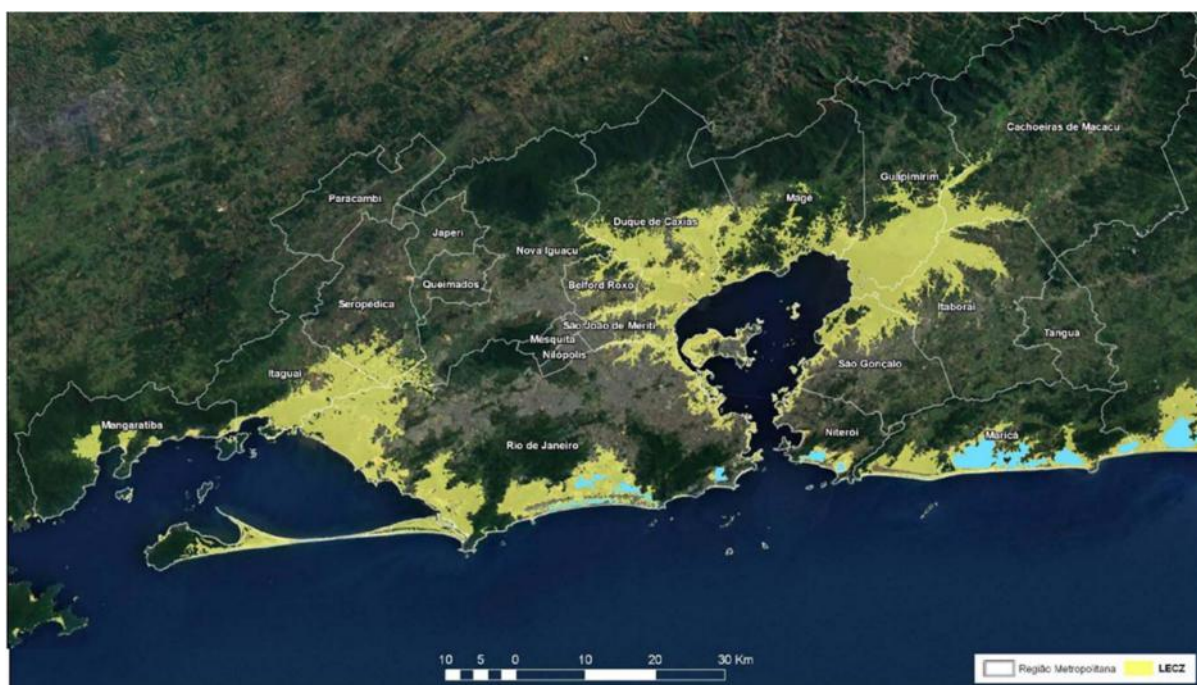 Cachoeiras de Macacu
Guapimirim
Paracambi
Magé
Duque de Caxias
Japeri
Nova Iguaçu
Queimados
Belford Roxo
Seropédica
Itaboraí
São João de Meriti
Tanguá
Mesquita
Nilópolis
São Gonçalo
Itaguaí
Mangaratiba
Niterói
Maricá
Rio de Janeiro
10 5 0 10 20 30 Km
Região Metropolitana LECZ